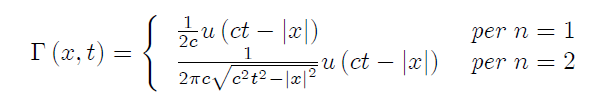 Γ (x, t) = { 1/2c u (ct − |x|) per n = 1
1/2πc√c²t²−|x|² u (ct − |x|) per n = 2